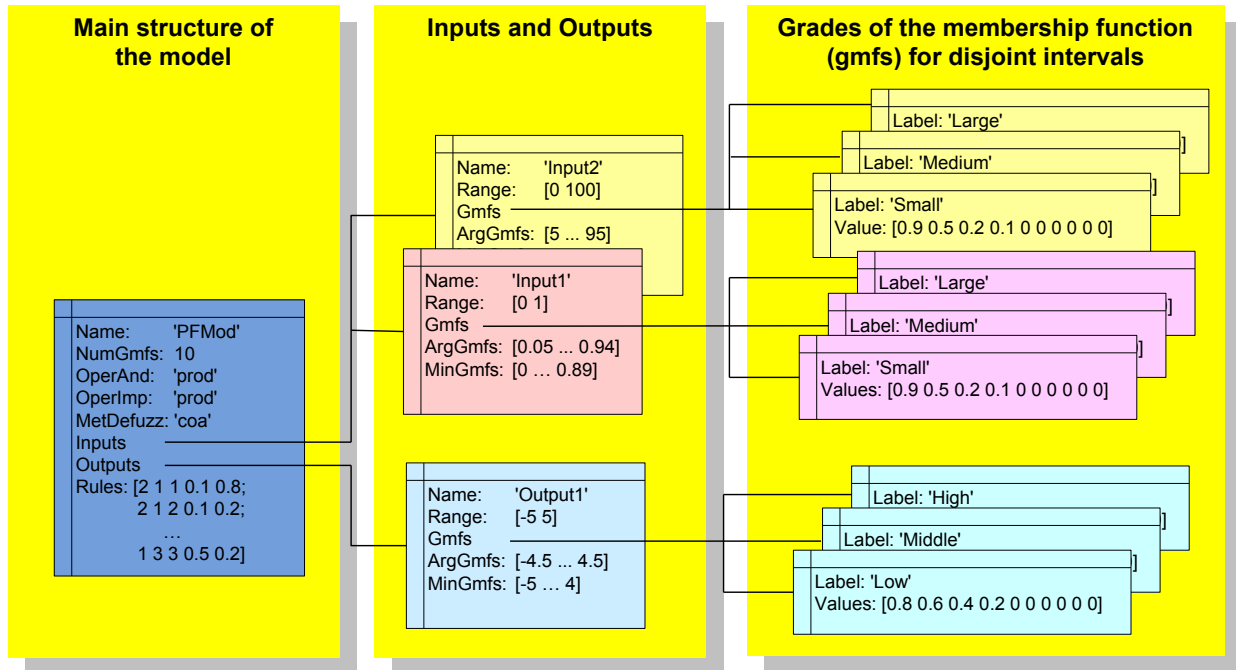 Main structure of
the model
Name: 'PFMod'
NumGmfs: 10
OperAnd: 'prod'
OperImp: 'prod'
MetDefuzz: 'coa'
Inputs
Outputs
Rules: [2 1 1 0.1 0.8;
2 1 2 0.1 0.2;
…
1 3 3 0.5 0.2]
Inputs and Outputs
Name: 'Input2'
Range: [0 100]
Gmfs
ArgGmfs: [5 ... 95]
Name: 'Input1'
Range: [0 1]
Gmfs
ArgGmfs: [0.05 ... 0.94]
MinGmfs: [0 … 0.89]
Name: 'Output1'
Range: [-5 5]
Gmfs
ArgGmfs: [-4.5 ... 4.5]
MinGmfs: [-5 … 4]
Grades of the membership function
(gmfs) for disjoint intervals
Label: 'Large'
]
Label: 'Medium'
]
Label: 'Small'
Value: [0.9 0.5 0.2 0.1 0 0 0 0 0 0]
Label: 'Large'
]
Label: 'Medium'
]
Label: 'Small'
Values: [0.9 0.5 0.2 0.1 0 0 0 0 0 0]
Label: 'High'
]
Label: 'Middle'
]
Label: 'Low'
Values: [0.8 0.6 0.4 0.2 0 0 0 0 0 0]